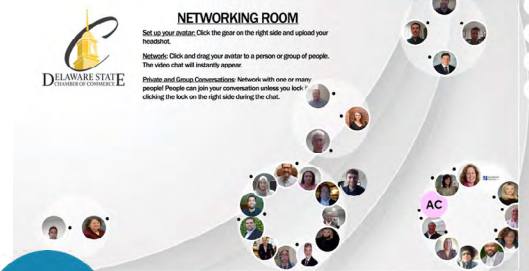 NETWORKING ROOM
Set up your avatar: Click the gear on the right side and upload your
headshot.
Network: Click and drag your avatar to a person or group of people.
The video chat will instantly appear.
Private and Group Conversations: Network with one or many
people! People can join your conversation unless you lock
clicking the lock on the right side during the chat.
DELAWARE STATE
CHAMBER OF COMMERCE
AC